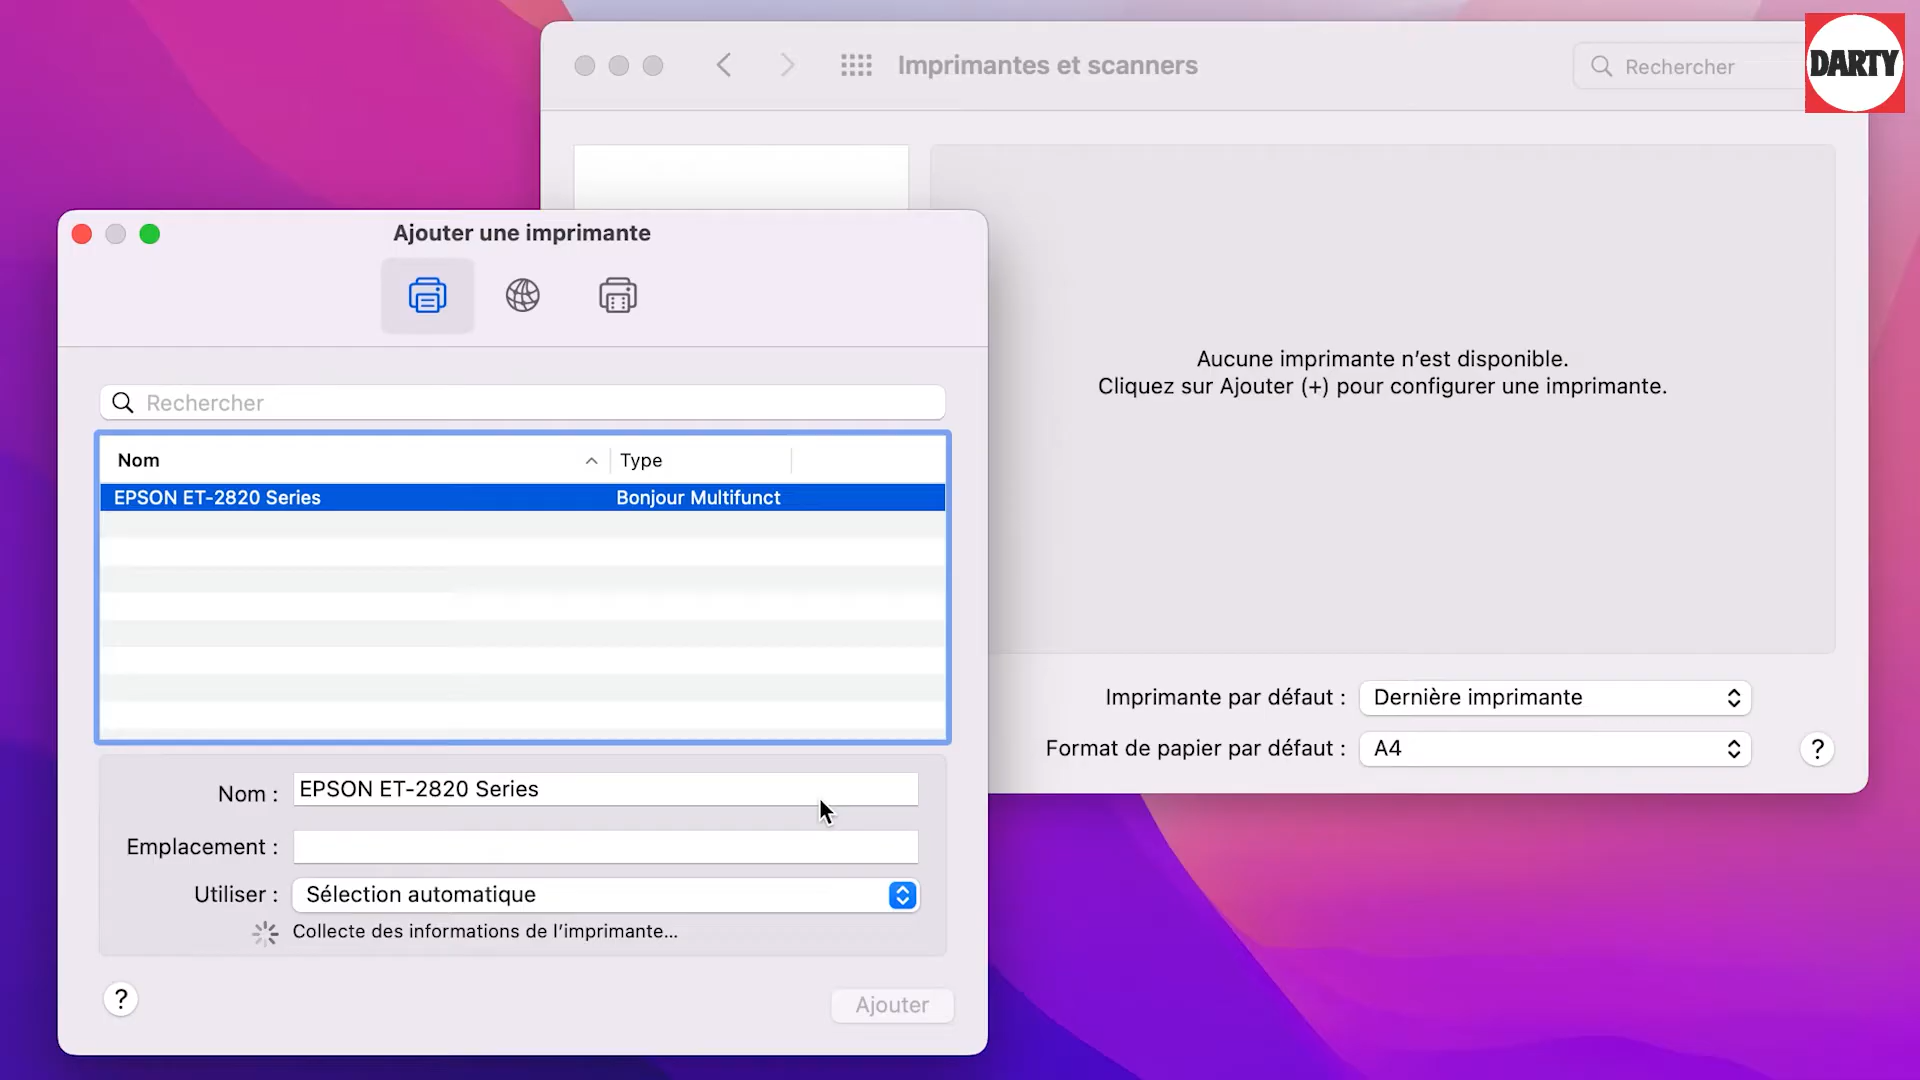 Imprimantes et scanners
Rechercher
DARTY
Aucune imprimante n’est disponible.
Cliquez sur Ajouter (+) pour configurer une imprimante.
Imprimante par défaut :
Dernière imprimante
Format de papier par défaut :
A4
?
Ajouter une imprimante
Rechercher
Nom
Type
EPSON ET-2820 Series
Bonjour Multifunct
Nom :
EPSON ET-2820 Series
Emplacement :
Utiliser :
Sélection automatique
Collecte des informations de l’imprimante...
?
Ajouter